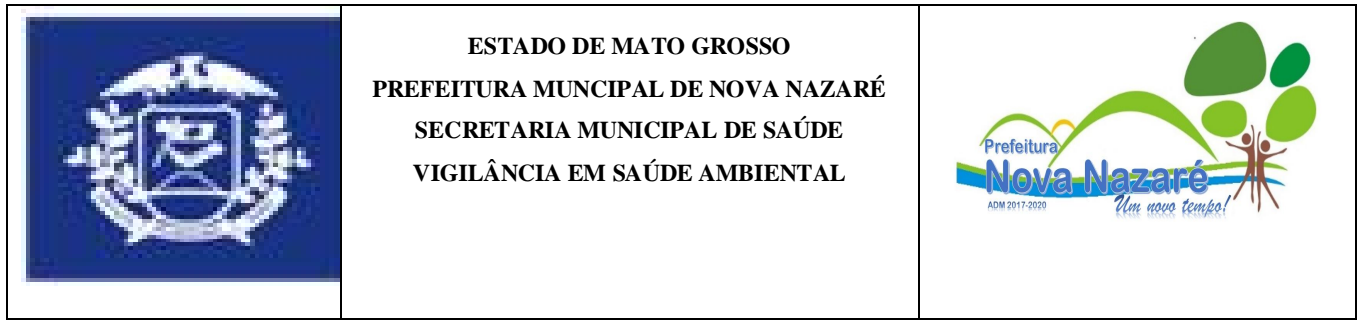 ESTADO DE MATO GROSSO
PREFEITURA MUNCIPAL DE NOVA NAZARÉ
SECRETARIA MUNICIPAL DE SAÚDE
VIGILÂNCIA EM SAÚDE AMBIENTAL
Prefeitura
Nova Nazaré
ADM 2017-2020
Um novo tempo!